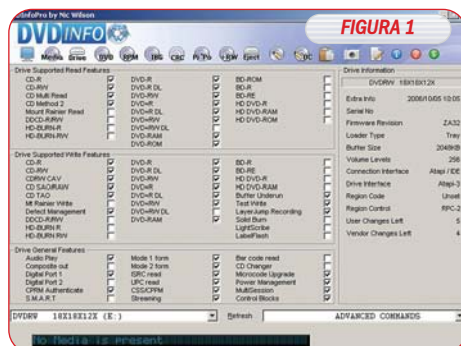 DVDInfoPro by Nic Wilson
FIGURA 1
DVDINFO
Media Drive DVD RPM IRG CRC Pi/Po +RW Eject
Drive Supported Read Features
CD-R
CD-RW
CD Multi Read
CD Method 2
Mount Rainier Read
DDCD-R/RW
HD-BURN-R
HD-BURN-RW
DVD-R
DVD-R DL
DVD-RW
DVD+R
DVD+R DL
DVD+RW
DVD+RW DL
DVD-RAM
DVD-ROM
BD-ROM
BD-R
BD-RE
HD DVD-R
HD DVD-RAM
HD DVD-ROM
Drive Supported Write Features
CD-R
CD-RW
CDRW CAV
CD SAO/RAW
CD TAO
Mt Rainier Write
Defect Management
DDCD-R/RW
HD-BURN-R
HD-BURN RW
DVD-R
DVD-R DL
DVD-RW
DVD+R
DVD+R DL
DVD+RW
DVD+RW DL
DVD-RAM
BD-R
BD-RE
HD DVD-R
HD DVD-RAM
Buffer Underun
Test Write
LayerJump Recording
Solid Burn
LightScribe
LabelFlash
Drive General Features
Audio Play
Composite out
Digital Port 1
Digital Port 2
CPRM Authenticate
S.M.A.R.T
Mode 1 form
Mode 2 form
ISRC read
UPC read
CSS/CPPM
Streaming
Bar code read
CD Changer
Microcode Upgrade
Power Management
MultiSession
Control Blocks
Drive Information
DVDRW 18X18X12X
Extra Info 2006/10/05 10:05
Serial No
Firmware Revision ZA32
Loader Type Tray
Buffer Size 2048KB
Volume Levels 256
Connection Interface Atapi / IDE
Drive Interface Atapi-3
Region Code Unset
Region Control RPC-2
User Changes Left 5
Vendor Changes Left 4
DVDRW 18X18X12X (E:) Refresh ADVANCED COMMANDS
No Media is Present